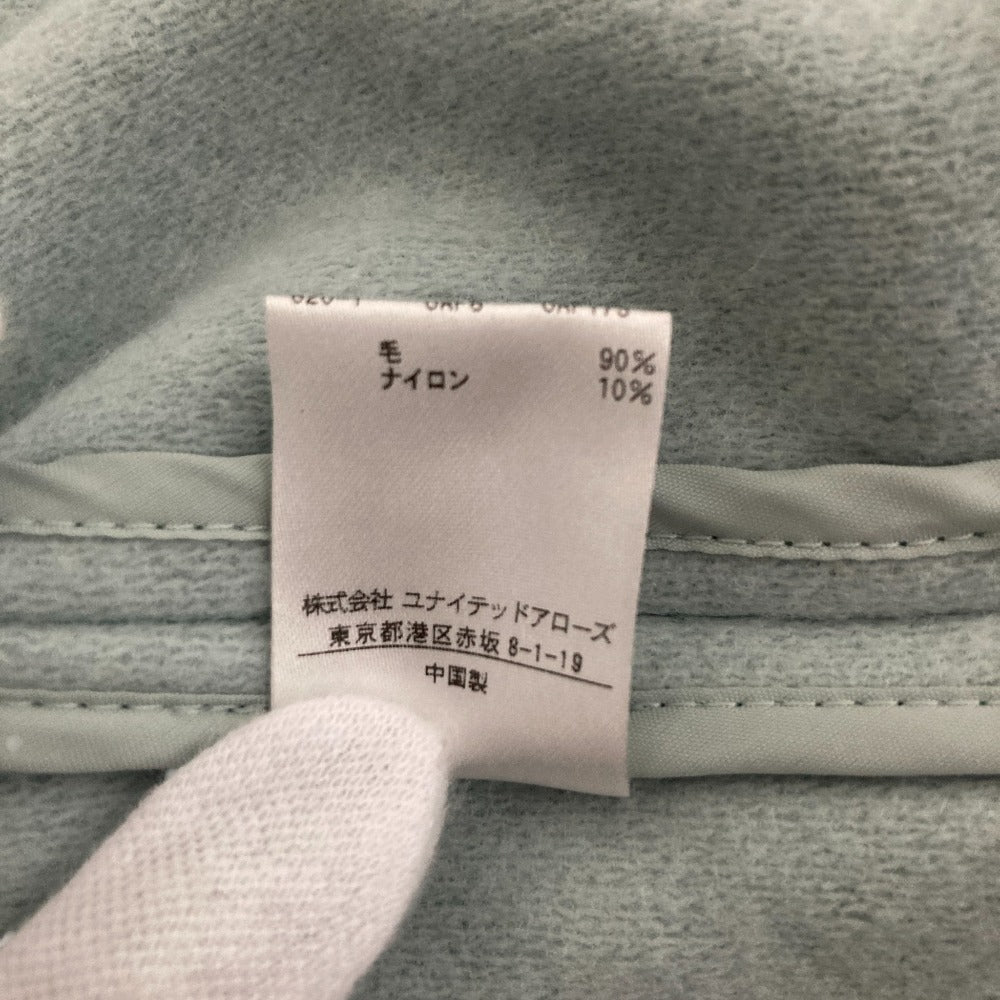 毛 90%
ナイロン 10%
株式会社 ユナイテッドアローズ
東京都港区赤坂 8-1-19
中国製